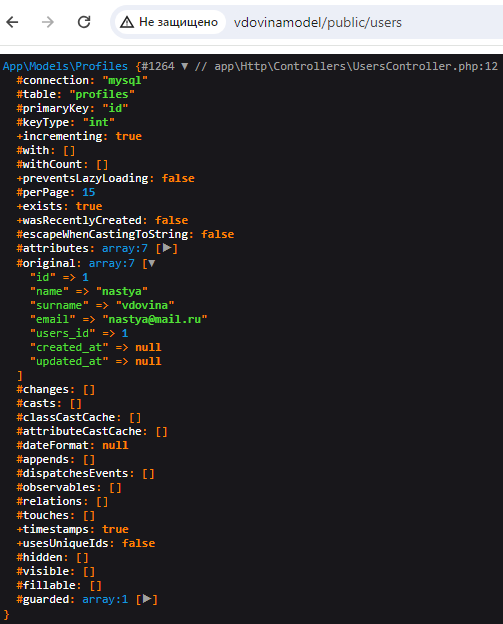 Не защищено vdovinamodel/public/users
App\Models\Profiles {#1264 ▼ // app\Http\Controllers\UsersController.php:12
#connection: "mysql"
#table: "profiles"
#primaryKey: "id"
#keyType: "int"
+incrementing: true
#with: []
#withCount: []
+preventsLazyLoading: false
#perPage: 15
+exists: true
+wasRecentlyCreated: false
#escapeWhenCastingToString: false
#attributes: array:7 [▶]
#original: array:7 [▼
"id" => 1
"name" => "nastya"
"surname" => "vdovina"
"email" => "nastya@mail.ru"
"users_id" => 1
"created_at" => null
"updated_at" => null
]
#changes: []
#casts: []
#classCastCache: []
#attributeCastCache: []
#dateFormat: null
#appends: []
#dispatchesEvents: []
#observables: []
#relations: []
#touches: []
+timestamps: true
+usesUniqueIds: false
#hidden: []
#visible: []
#fillable: []
#guarded: array:1 [▶]
}